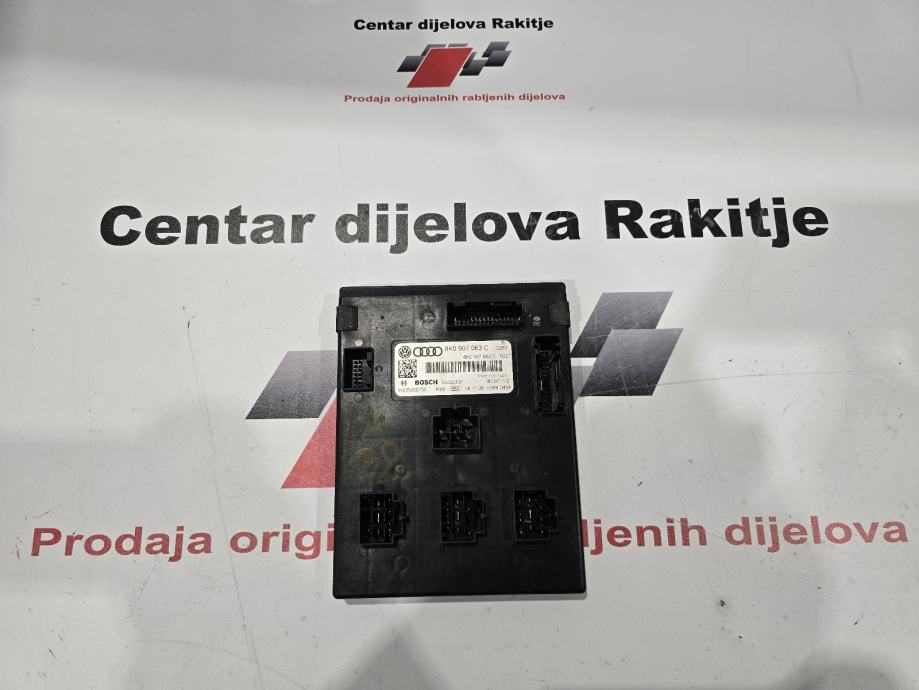 Centar dijelova Rakitje
Prodaja originalnih rabljenih dijelova
Centar dijelova Rakitje
8K0 907 063 C
BOSCH
Prodaja origi
ljenih dijelova